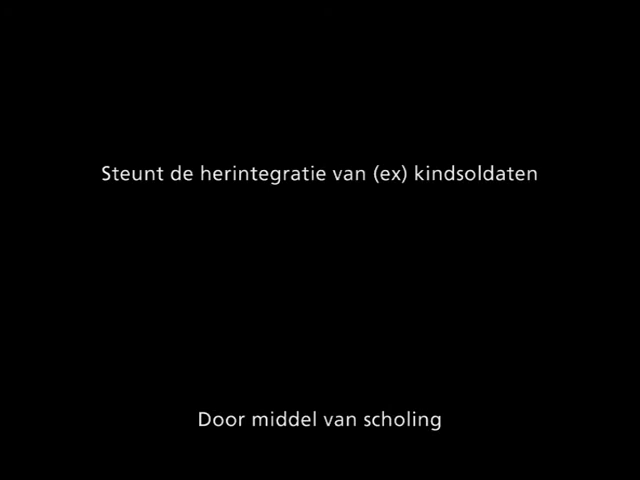 Steunt de herintegratie van (ex) kindsoldaten
Door middel van scholing